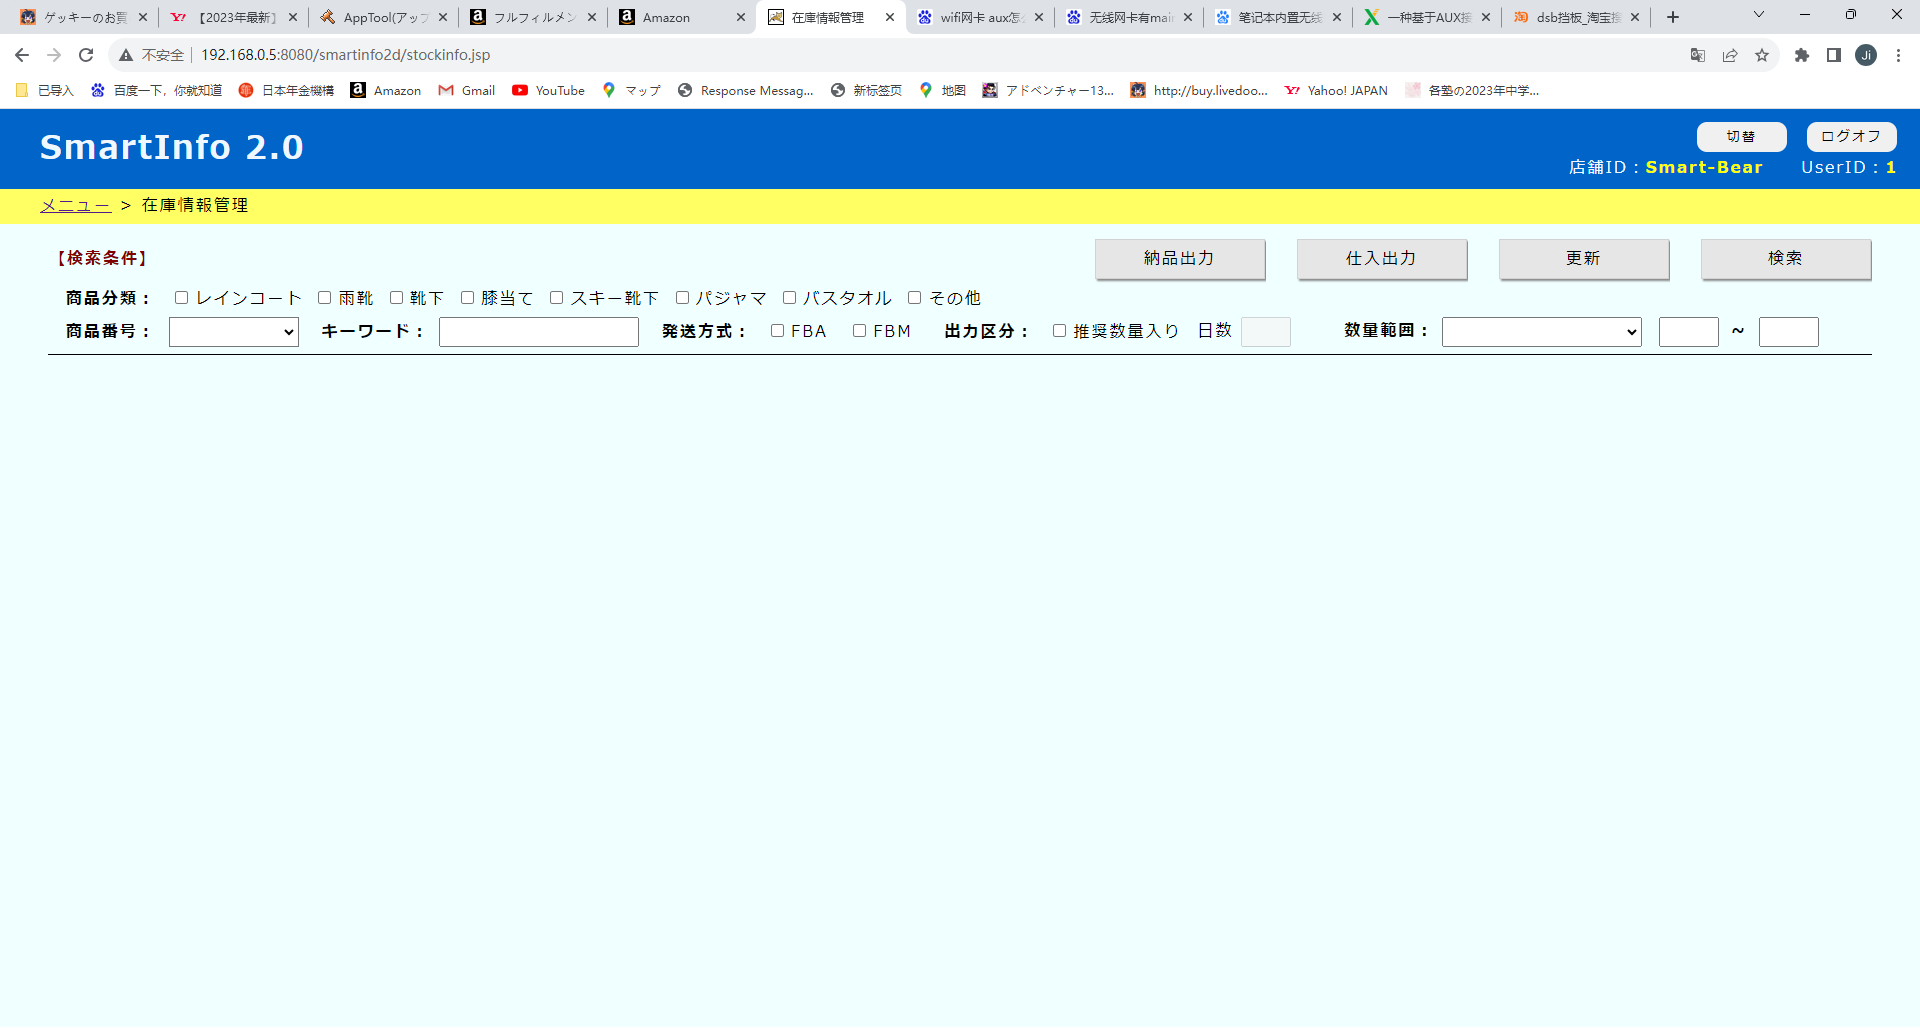 ゲッキーのお買
【2023年最新】
AppTool(アップ
フルフィルメン
Amazon
在庫情報管理
wifi网卡 aux怎么
无线网卡有main
笔记本内置无线
一种基于AUX接
dsb挡板_淘宝搜
不安全 192.168.0.5:8080/smartinfo2d/stockinfo.jsp
Ji
已导入 百度一下，你就知道 日本年金機構 Amazon Gmail YouTube マップ Response Messag... 新标签页 地图 アドベンチャー13... http://buy.livedoo... Yahoo! JAPAN 各塾の2023年中学...
SmartInfo 2.0
切替 ログオフ
店舗ID：Smart-Bear UserID：1
メニュー > 在庫情報管理
【検索条件】 納品出力 仕入出力 更新 検索
商品分類： レインコート 雨靴 靴下 膝当て スキー靴下 パジャマ バスタオル その他
商品番号： キーワード： 発送方式： FBA FBM 出力区分： 推奨数量入り 日数 数量範囲： ~